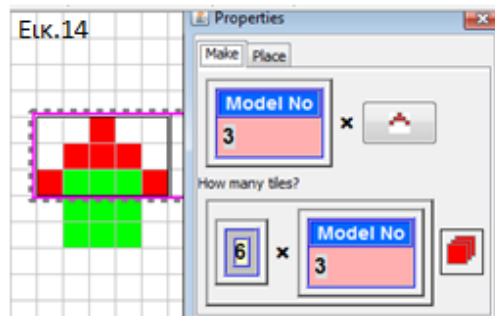 Εικ.14
Properties
Make Place
Model No
3
×
How many tiles?
6 × Model No
3